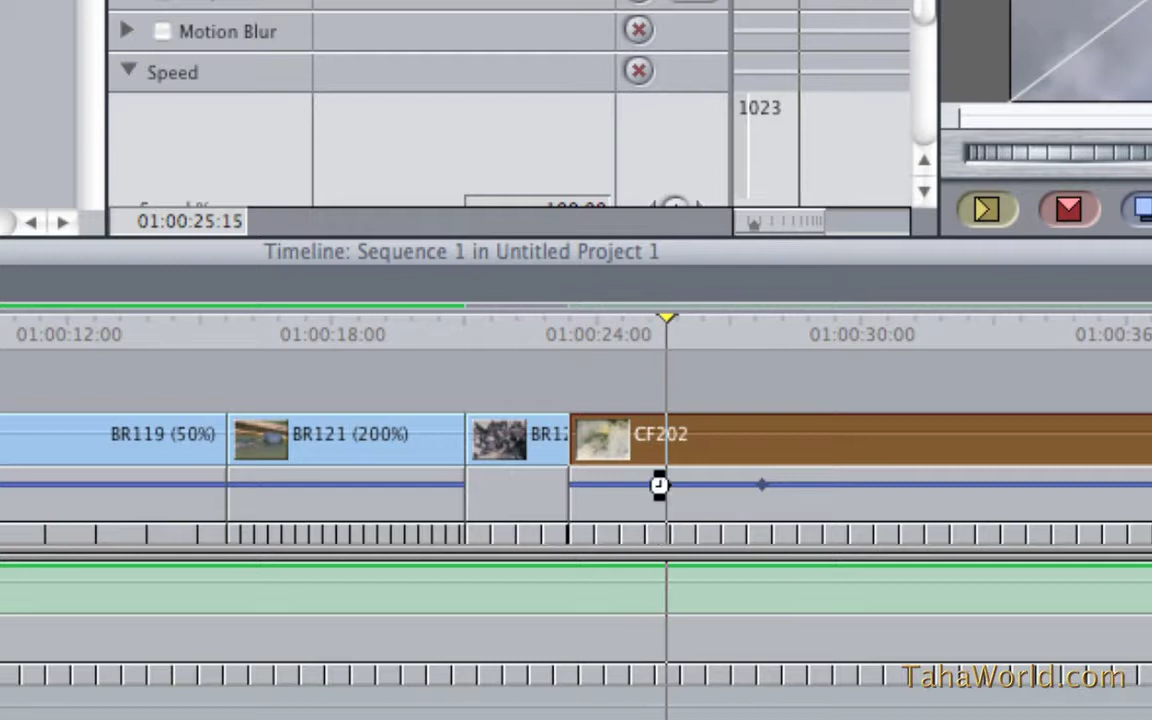 Motion Blur
Speed
1023
01:00:25:15
Timeline: Sequence 1 in Untitled Project 1
01:00:12:00
01:00:18:00
01:00:24:00
01:00:30:00
01:00:36
BR119 (50%)
BR121 (200%)
BR12
CF202
TahaWorld.com